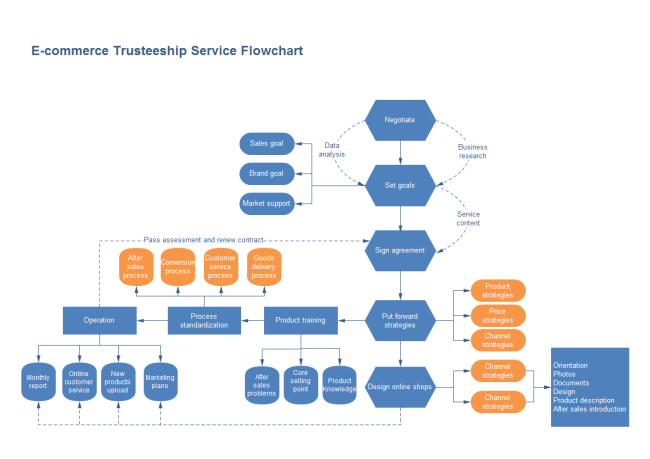 E-commerce Trusteeship Service Flowchart
Negotiate
Data
analysis
Business
research
Sales goal
Brand goal
Market support
Set goals
Service
content
Pass assessment and renew contract
Sign agreement
After
sales
process
Conversion
process
Customer
service
process
Goods
delivery
process
Operation
Process
standardization
Product training
Put forward
strategies
Product
strategies
Price
strategies
Channel
strategies
Monthly
report
Online
customer
service
New
products
upload
Marketing
plans
After
sales
problems
Core
selling
point
Product
Knowledge
Design online shops
Channel
strategies
Channel
strategies
Orientation
Photos
Documents
Design
Product description
After sales introduction